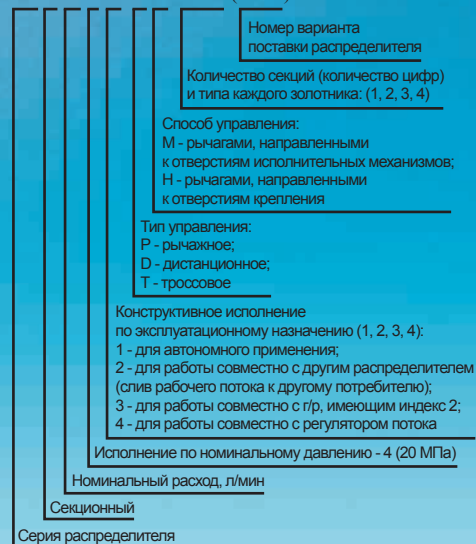 Номер варианта
поставки распределителя
Количество секций (количество цифр)
и типа каждого золотника: (1, 2, 3, 4)
Способ управления:
М - рычагами, направленными
к отверстиям исполнительных механизмов;
Н - рычагами, направленными
к отверстиям крепления
Тип управления:
Р - рычажное;
D - дистанционное;
Т - троссовое
Конструктивное исполнение
по эксплуатационному назначению (1, 2, 3, 4):
1 - для автономного применения;
2 - для работы совместно с другим распределителем
(слив рабочего потока к другому потребителю);
3 - для работы совместно с г/р, имеющим индекс 2;
4 - для работы совместно с регулятором потока
Исполнение по номинальному давлению - 4 (20 МПа)
Номинальный расход, л/мин
Секционный
Серия распределителя